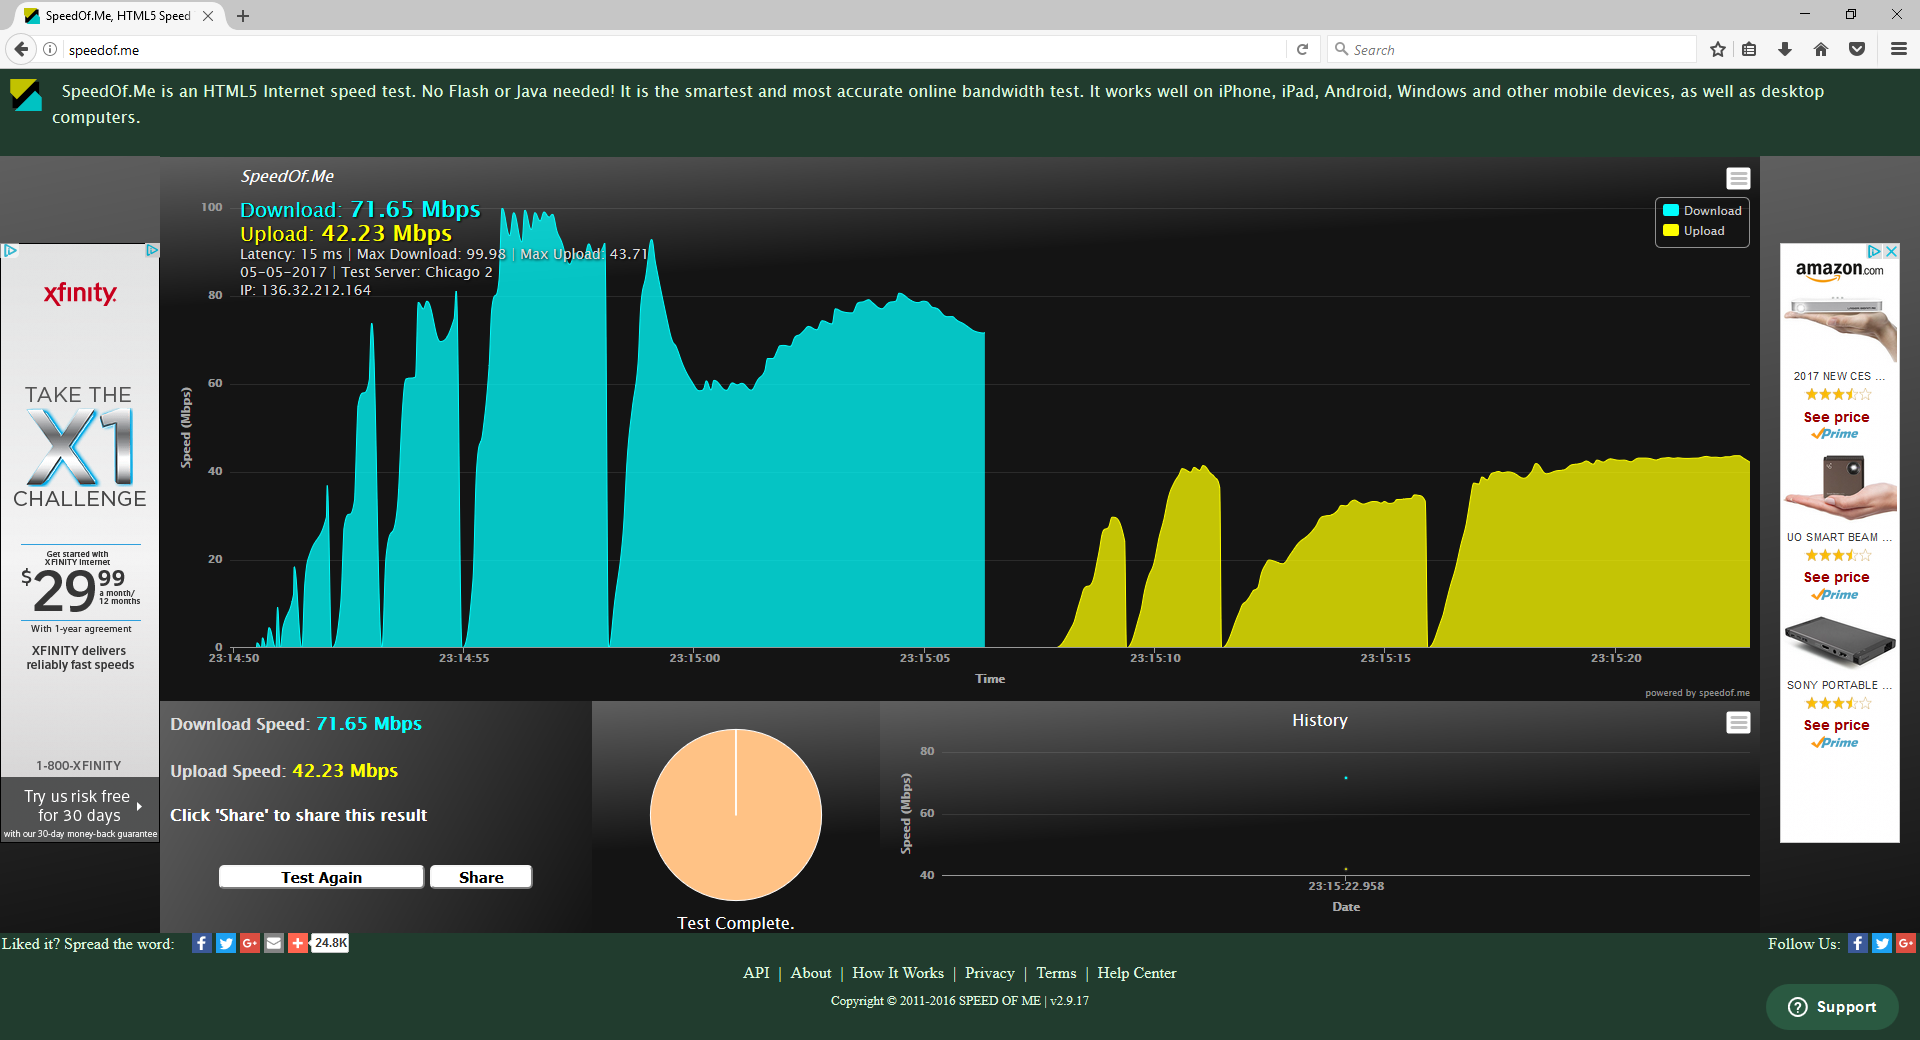 SpeedOf.Me, HTML5 Speed
speedof.me
Search
SpeedOf.Me is an HTML5 Internet speed test. No Flash or Java needed! It is the smartest and most accurate online bandwidth test. It works well on iPhone, iPad, Android, Windows and other mobile devices, as well as desktop
computers.
SpeedOf.Me
Download: 71.65 Mbps
Upload: 42.23 Mbps
Latency: 15 ms | Max Download: 99.98 | Max Upload: 43.71
05-05-2017 | Test Server: Chicago 2
IP: 136.32.212.164
Download
Upload
100
80
60
40
20
0
Speed (Mbps)
23:14:50
23:14:55
23:15:00
23:15:05
23:15:10
23:15:15
23:15:20
Time
powered by speedof.me
xfinity
TAKE THE
X1
CHALLENGE
Get started with
XFINITY Internet
$29.99
a month/
12 months
With 1-year agreement
XFINITY delivers
reliably fast speeds
1-800-XFINITY
Try us risk free
for 30 days
with our 30-day money-back guarantee
amazon.com
2017 NEW CES ...
See price
Prime
UO SMART BEAM ...
See price
Prime
SONY PORTABLE ...
See price
Prime
Download Speed: 71.65 Mbps
Upload Speed: 42.23 Mbps
Click 'Share' to share this result
Test Again
Share
Test Complete.
History
80
60
40
Speed (Mbps)
23:15:22.958
Date
Liked it? Spread the word:
24.8K
Follow Us:
API | About | How It Works | Privacy | Terms | Help Center
Copyright © 2011-2016 SPEED OF ME | v2.9.17
Support